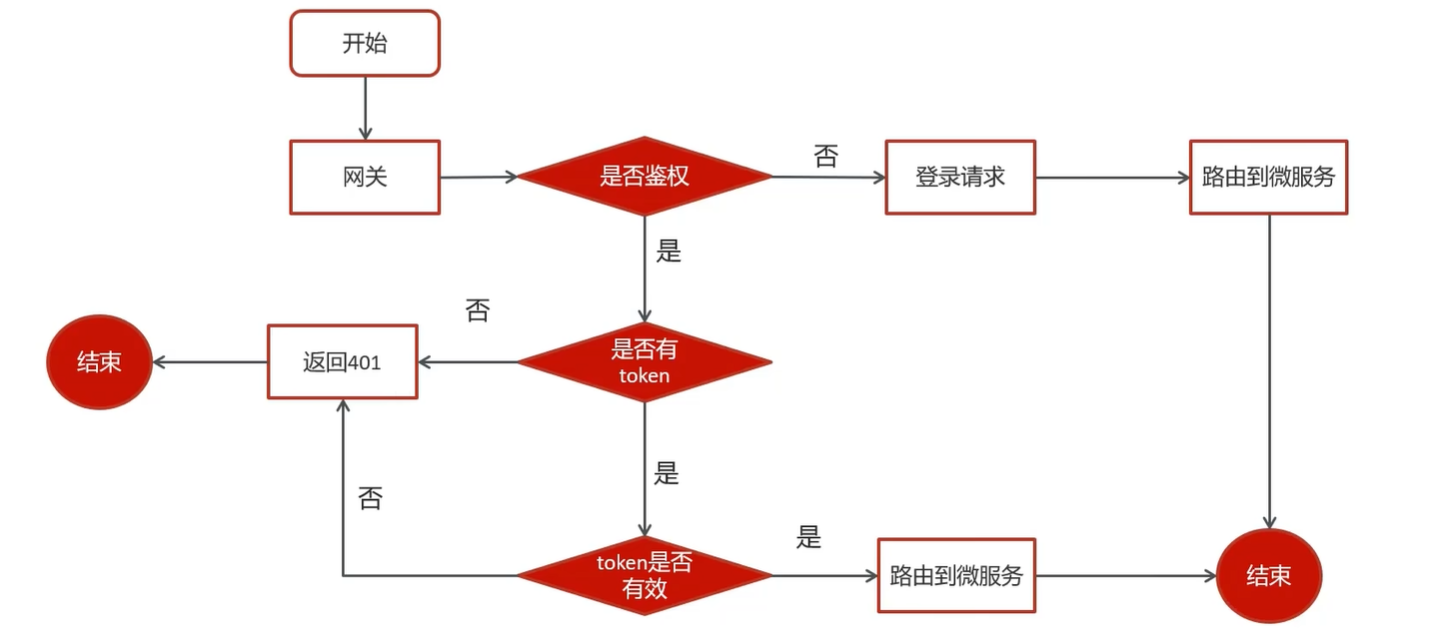 开始
网关
是否鉴权
否
登录请求
路由到微服务
是
否
结束
返回401
是否有
token
是
否
token是否
有效
是
路由到微服务
结束